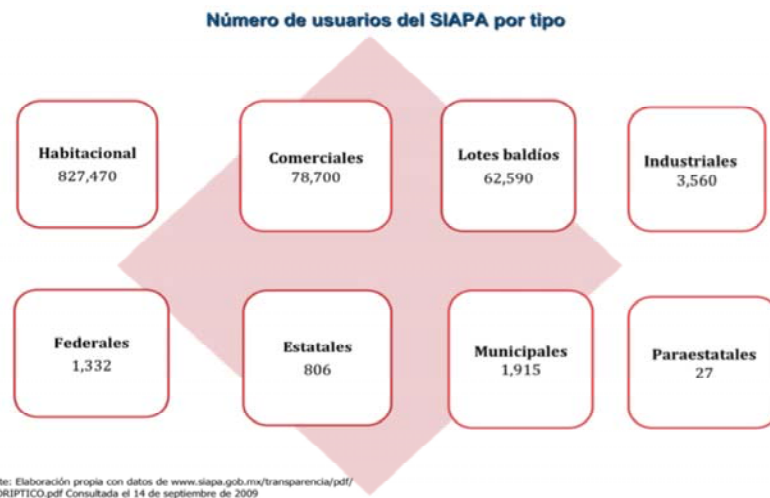 Número de usuarios del SIAPA por tipo
Habitacional
827,470
Comerciales
78,700
Lotes baldíos
62,590
Industriales
3,560
Federales
1,332
Estatales
806
Municipales
1,915
Paraestatales
27
te: Elaboración propia con datos de www.siapa.gob.mx/transparencia/pdf/
ORIPTICO.pdf Consultada el 14 de septiembre de 2009